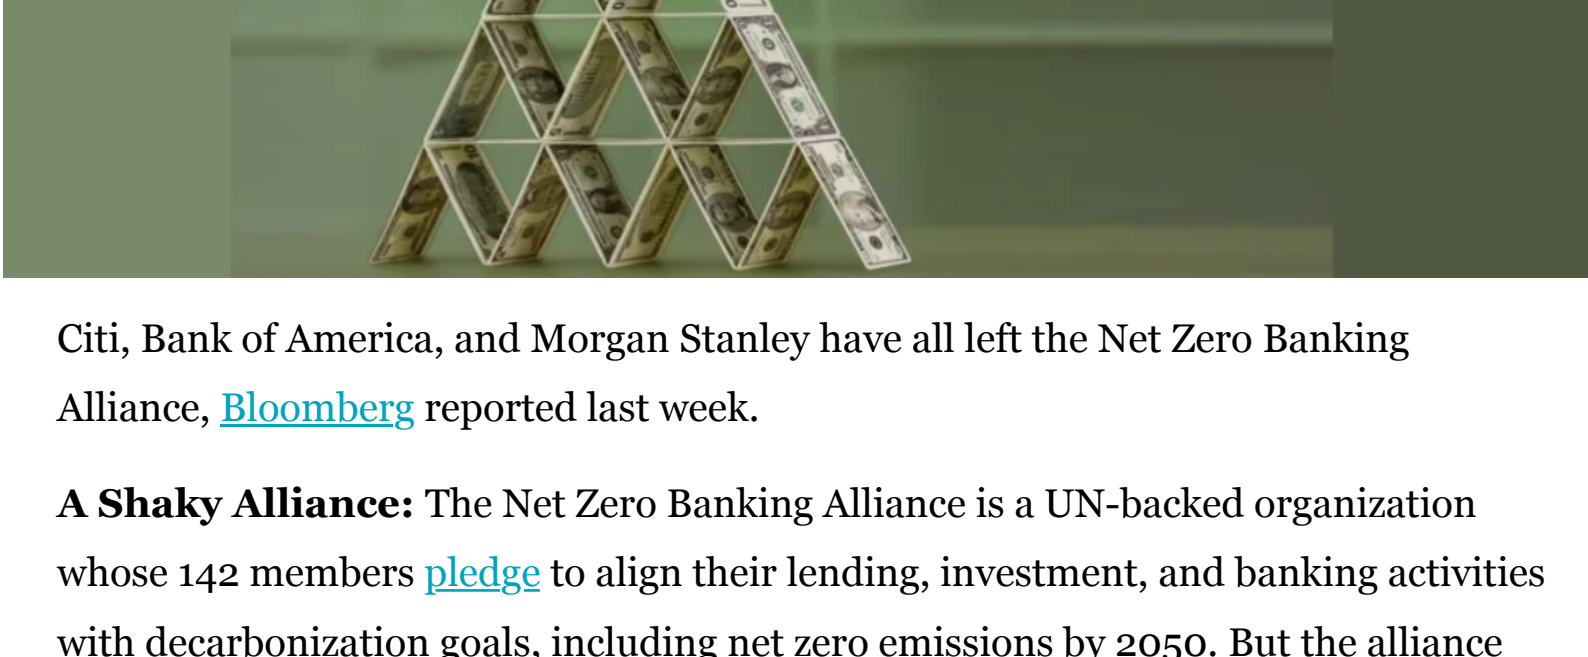 Citi, Bank of America, and Morgan Stanley have all left the Net Zero Banking
Alliance, Bloomberg reported last week.
A Shaky Alliance: The Net Zero Banking Alliance is a UN-backed organization
whose 142 members pledge to align their lending, investment, and banking activities
with decarbonization goals, including net zero emissions by 2050. But the alliance